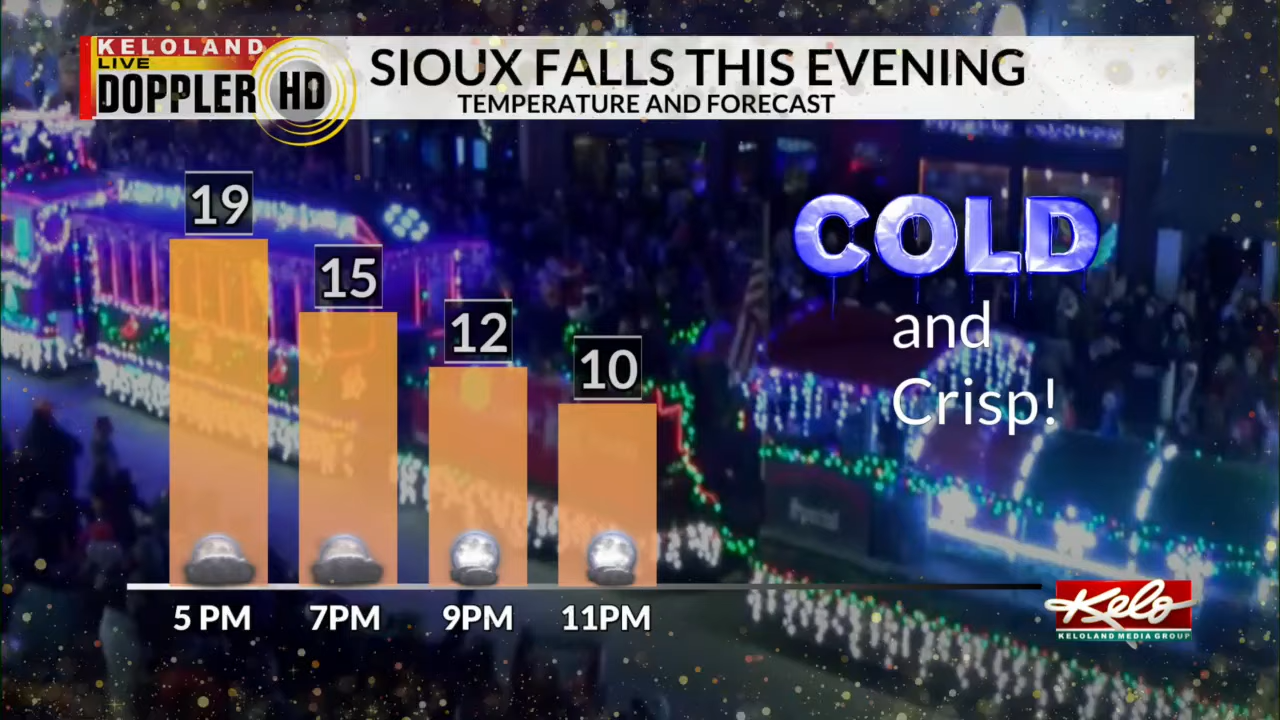 KELOLAND
LIVE
DOPPLER HD
SIOUX FALLS THIS EVENING
TEMPERATURE AND FORECAST
19
15
12
10
COLD
and
Crisp!
5 PM 7PM 9PM 11PM
Kelo
KELOLAND MEDIA GROUP